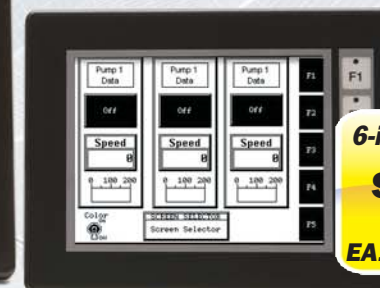 Pump 1 Data Pump 1 Data Pump 1 Data F1 F1
Off Off Off F2
Speed Speed Speed F3
0 0 0
0 100 200 0 100 200 0 100 200 F4
Color SCREEN SELECTOR
Screen Selector F5
6-i
S
EA